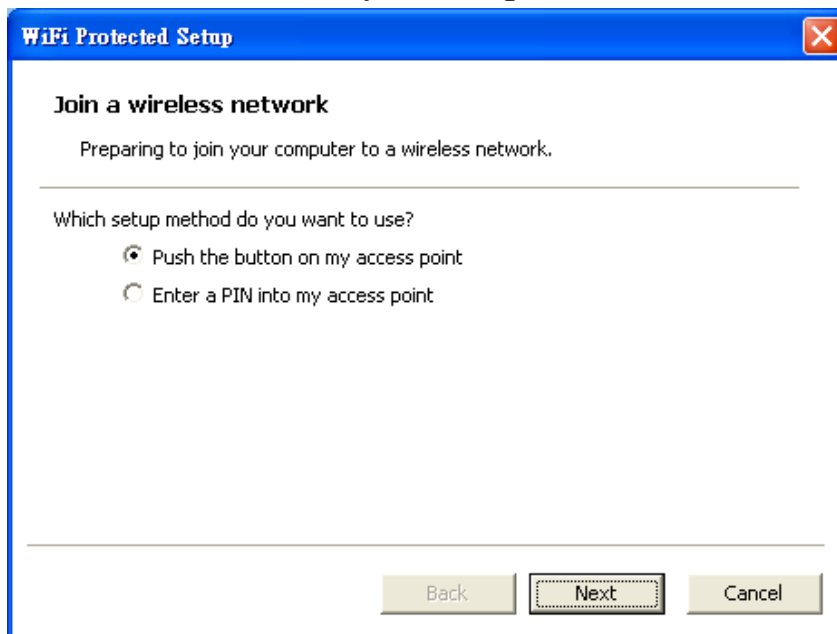 WiFi Protected Setup
Join a wireless network
Preparing to join your computer to a wireless network.
Which setup method do you want to use?
Push the button on my access point
Enter a PIN into my access point
Back Next Cancel